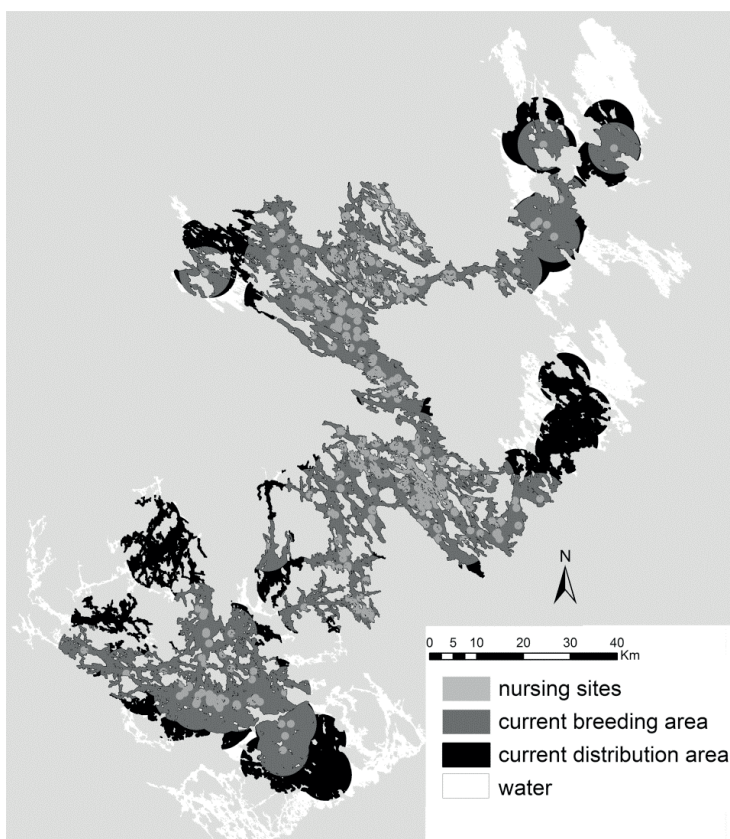 N
0 5 10 20 30 40
Km
nursing sites
current breeding area
current distribution area
water